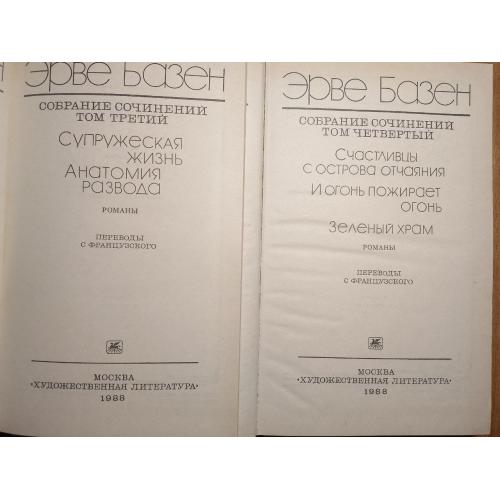 Эрве Базен
СОБРАНИЕ СОЧИНЕНИЙ
ТОМ ТРЕТИЙ
Супружеская
жизнь
Анатомия
развода
РОМАНЫ
ПЕРЕВОДЫ
С ФРАНЦУЗСКОГО
МОСКВА
«ХУДОЖЕСТВЕННАЯ ЛИТЕРАТУРА»
1988
Эрве Базен
СОБРАНИЕ СОЧИНЕНИЙ
ТОМ ЧЕТВЕРТЫЙ
Счастливцы
с острова отчаяния
И огонь пожирает
огонь
Зеленый храм
РОМАНЫ
ПЕРЕВОДЫ
С ФРАНЦУЗСКОГО
МОСКВА
«ХУДОЖЕСТВЕННАЯ ЛИТЕРАТУРА»
1988